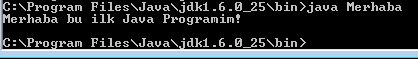 C:\Program Files\Java\jdk1.6.0_25\bin>java Merhaba
Merhaba bu ilk Java Programim!
C:\Program Files\Java\jdk1.6.0_25\bin>